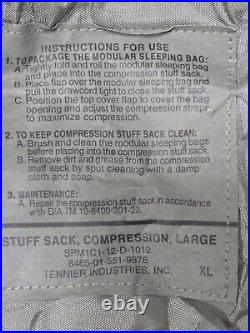 INSTRUCTIONS FOR USE
1. TO PACKAGE THE MODULAR SLEEPING BAG:
A. Tightly fold and roll the modular sleeping bag
and place into the compression stuff sack.
B. Place flap over the modular sleeping bag and
pull the drawcord tight to close the stuff sack.
C. Position the top cover flap to cover the bag
opening and adjust the compression straps
to maximize compression.
2. TO KEEP COMPRESSION STUFF SACK CLEAN:
A. Brush and clean the modular sleeping bags
before placing into the compression stuff sack.
B. Remove dirt and grease from the compression
stuff sack by spot cleaning with a damp
cloth and soap.
3. MAINTENANCE:
A. Repair the compression stuff sack in accordance
with D/A TM 10-8400-201-23.
STUFF SACK, COMPRESSION, LARGE
SPM1C1-12-D-1012
8465-01-551-9876
TENNIER INDUSTRIES, INC.
XL